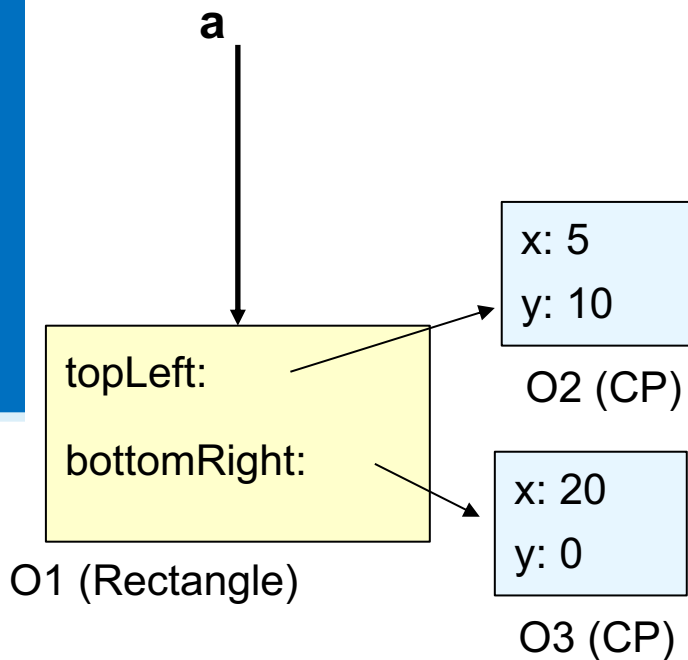 a
x: 5
y: 10
O2 (CP)
topLeft:
bottomRight:
O1 (Rectangle)
x: 20
y: 0
O3 (CP)